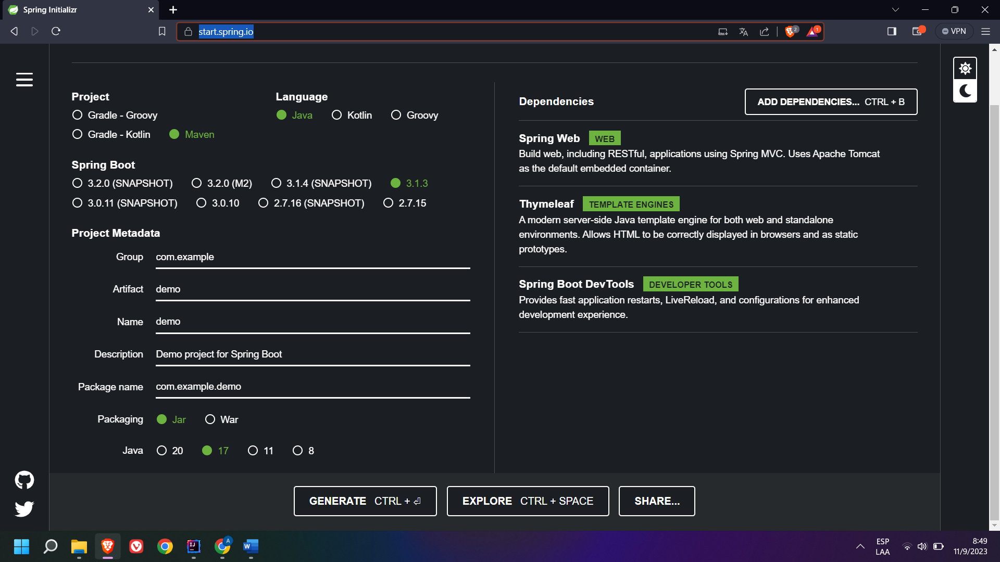 Spring Initializr
start.spring.io
2
1
VPN
Project
Gradle - Groovy
Gradle - Kotlin
Maven
Language
Java
Kotlin
Groovy
Spring Boot
3.2.0 (SNAPSHOT)
3.2.0 (M2)
3.1.4 (SNAPSHOT)
3.1.3
3.0.11 (SNAPSHOT)
3.0.10
2.7.16 (SNAPSHOT)
2.7.15
Project Metadata
Group com.example
Artifact demo
Name demo
Description Demo project for Spring Boot
Package name com.example.demo
Packaging Jar War
Java 20 17 11 8
Dependencies
ADD DEPENDENCIES... CTRL + B
Spring Web WEB
Build web, including RESTful, applications using Spring MVC. Uses Apache Tomcat
as the default embedded container.
Thymeleaf TEMPLATE ENGINES
A modern server-side Java template engine for both web and standalone
environments. Allows HTML to be correctly displayed in browsers and as static
prototypes.
Spring Boot DevTools DEVELOPER TOOLS
Provides fast application restarts, LiveReload, and configurations for enhanced
development experience.
GENERATE CTRL + ⏎
EXPLORE CTRL + SPACE
SHARE...
IJ
A
W
ESP
LAA
8:49
11/9/2023